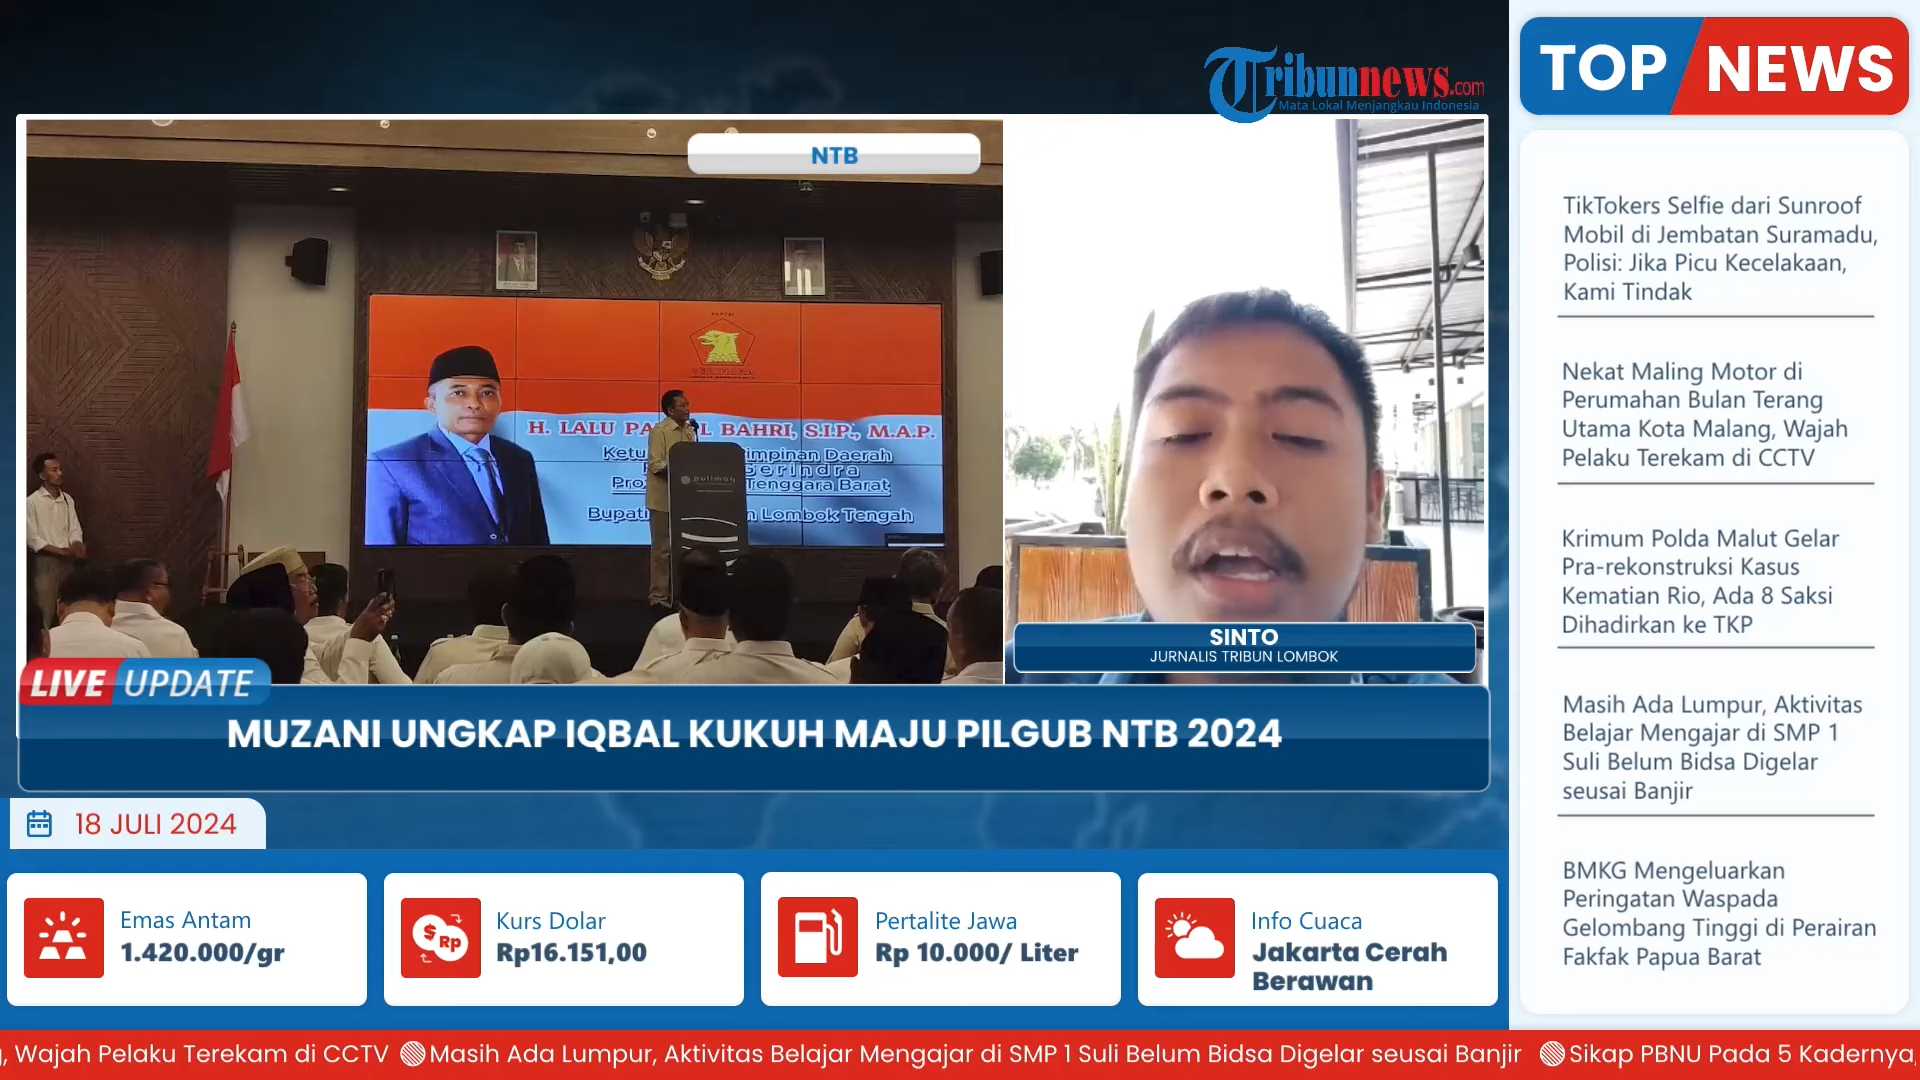 Tribunnews.com
Mata Lokal Menjangkau Indonesia
TOP NEWS
NTB
PARTAI
GERINDRA
H. LALU BAHRI, S.I.P., M.A.P.
Daerah
Tenggara Barat
Lombok Tengah
pullman
SINTO
JURNALIS TRIBUN LOMBOK
LIVE UPDATE
MUZANI UNGKAP IQBAL KUKUH MAJU PILGUB NTB 2024
18 JULI 2024
Emas Antam
1.420.000/gr
Kurs Dolar
Rp16.151,00
Pertalite Jawa
Rp 10.000/ Liter
Info Cuaca
Jakarta Cerah
Berawan
TikTokers Selfie dari Sunroof
Mobil di Jembatan Suramadu,
Polisi: Jika Picu Kecelakaan,
Kami Tindak
Nekat Maling Motor di
Perumahan Bulan Terang
Utama Kota Malang, Wajah
Pelaku Terekam di CCTV
Krimum Polda Malut Gelar
Pra-rekonstruksi Kasus
Kematian Rio, Ada 8 Saksi
Dihadirkan ke TKP
Masih Ada Lumpur, Aktivitas
Belajar Mengajar di SMP 1
Suli Belum Bidsa Digelar
seusai Banjir
BMKG Mengeluarkan
Peringatan Waspada
Gelombang Tinggi di Perairan
Fakfak Papua Barat
, Wajah Pelaku Terekam di CCTV Masih Ada Lumpur, Aktivitas Belajar Mengajar di SMP 1 Suli Belum Bidsa Digelar seusai Banjir Sikap PBNU Pada 5 Kadernya,